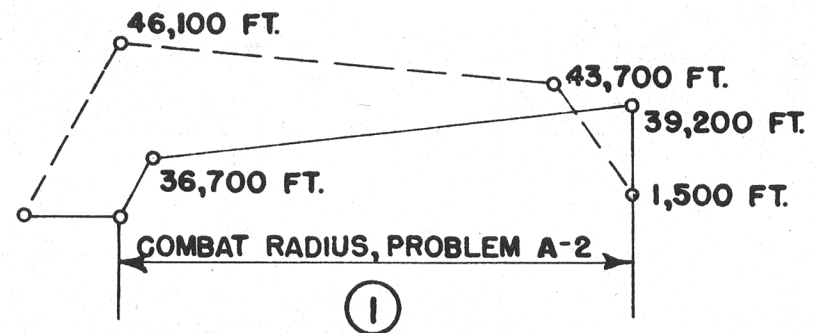 46,100 FT.
43,700 FT.
39,200 FT.
36,700 FT.
1,500 FT.
COMBAT RADIUS, PROBLEM A-2
1